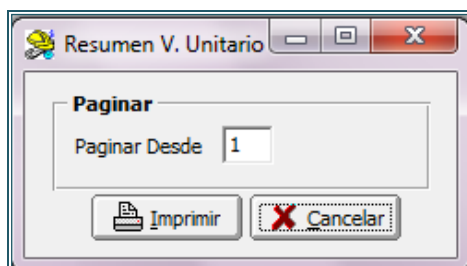 Resumen V. Unitario
Paginar
Paginar Desde 1
Imprimir Cancelar